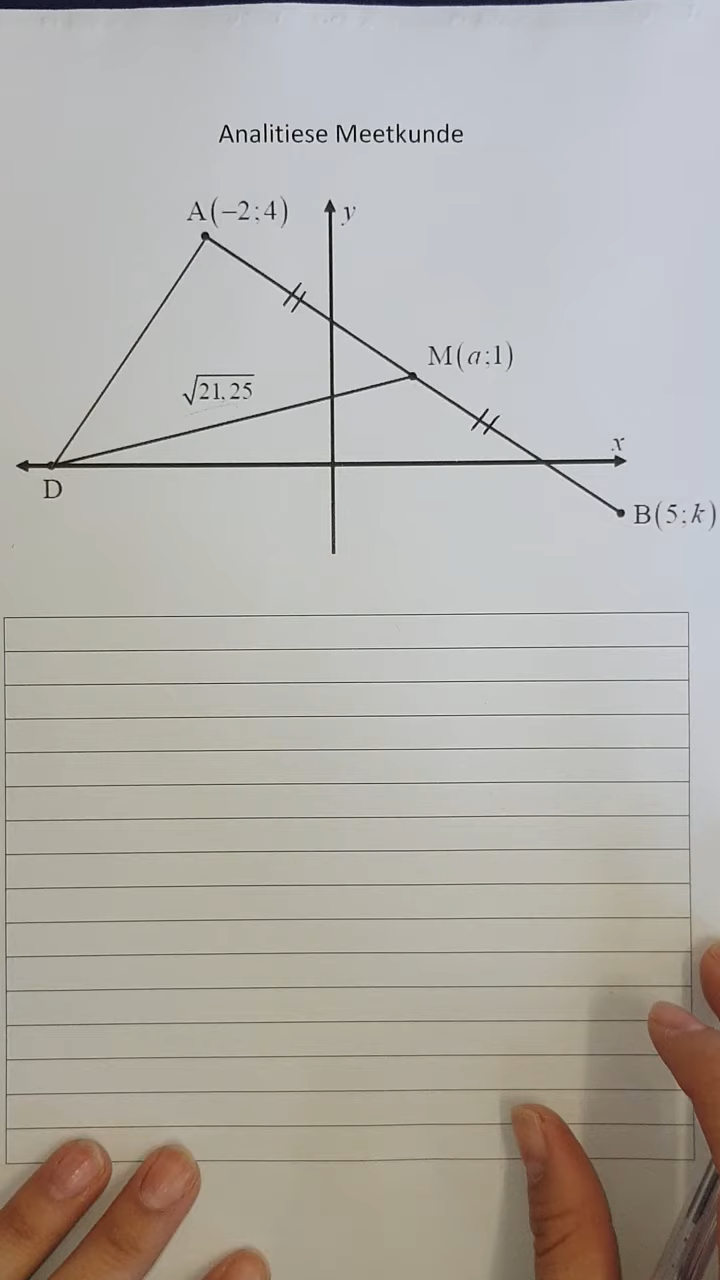 Analitiese Meetkunde
A(−2;4)
y
M(a;1)
√21,25
x
D
B(5;k)